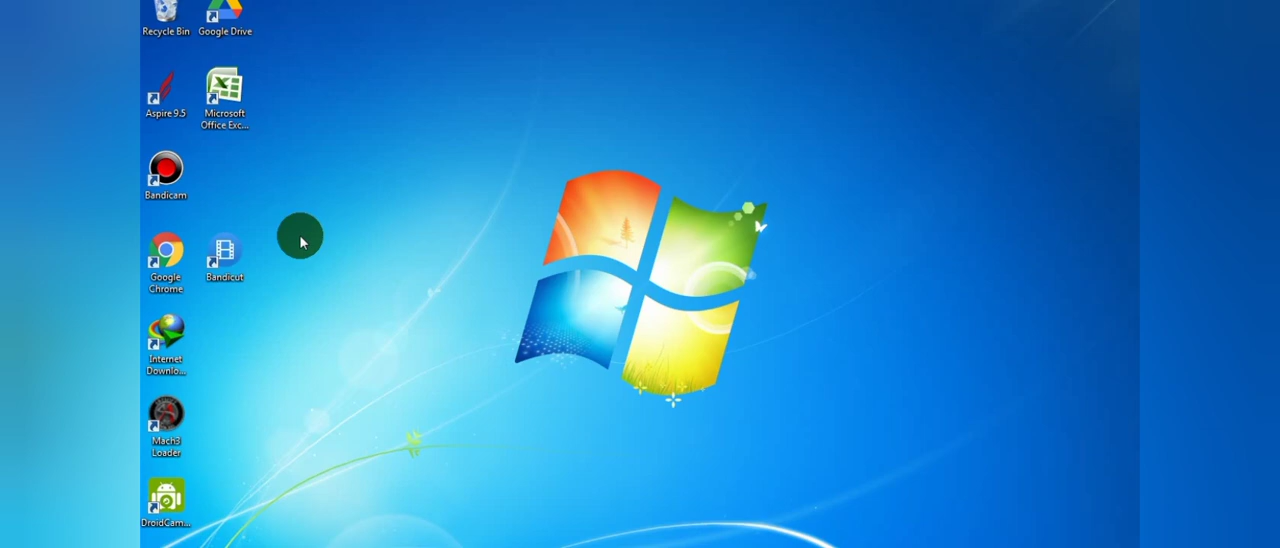 Recycle Bin
Google Drive
Aspire 9.5
Microsoft
Office Exc...
Bandicam
Google
Chrome
Bandicut
Internet
Downlo...
Mach3
Loader
DroidCam...